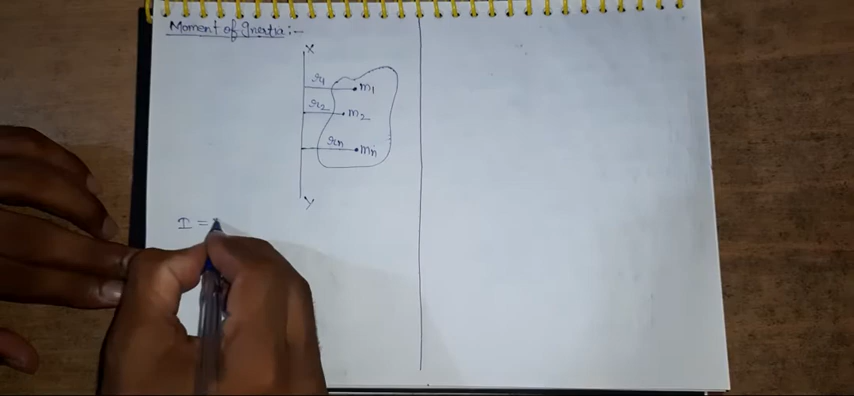 Moment of Inertia :-
X
r1
m1
r2
m2
rn
mn
Y
I =